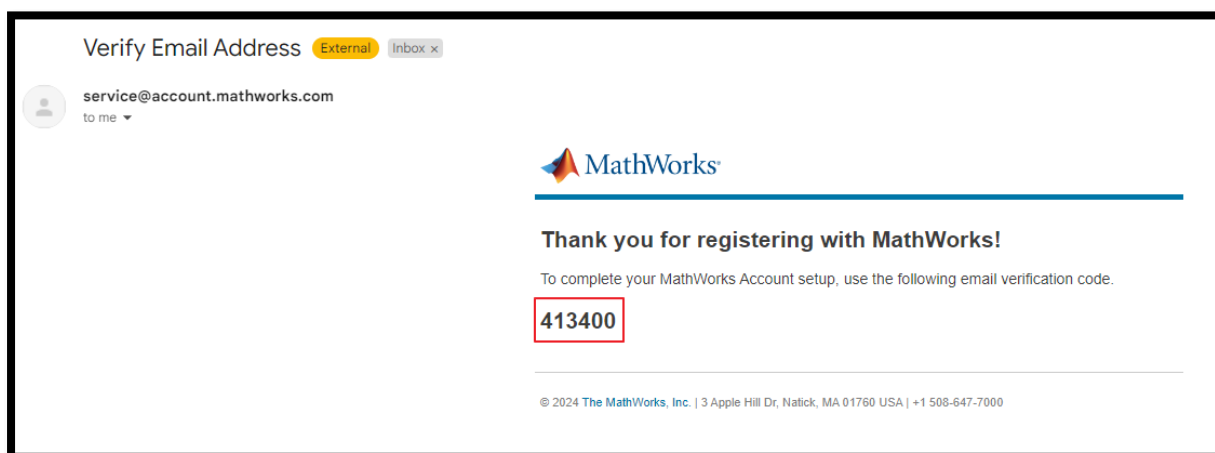 Verify Email Address External Inbox ×
service@account.mathworks.com
to me
MathWorks®
Thank you for registering with MathWorks!
To complete your MathWorks Account setup, use the following email verification code.
413400
© 2024 The MathWorks, Inc. | 3 Apple Hill Dr, Natick, MA 01760 USA | +1 508-647-7000